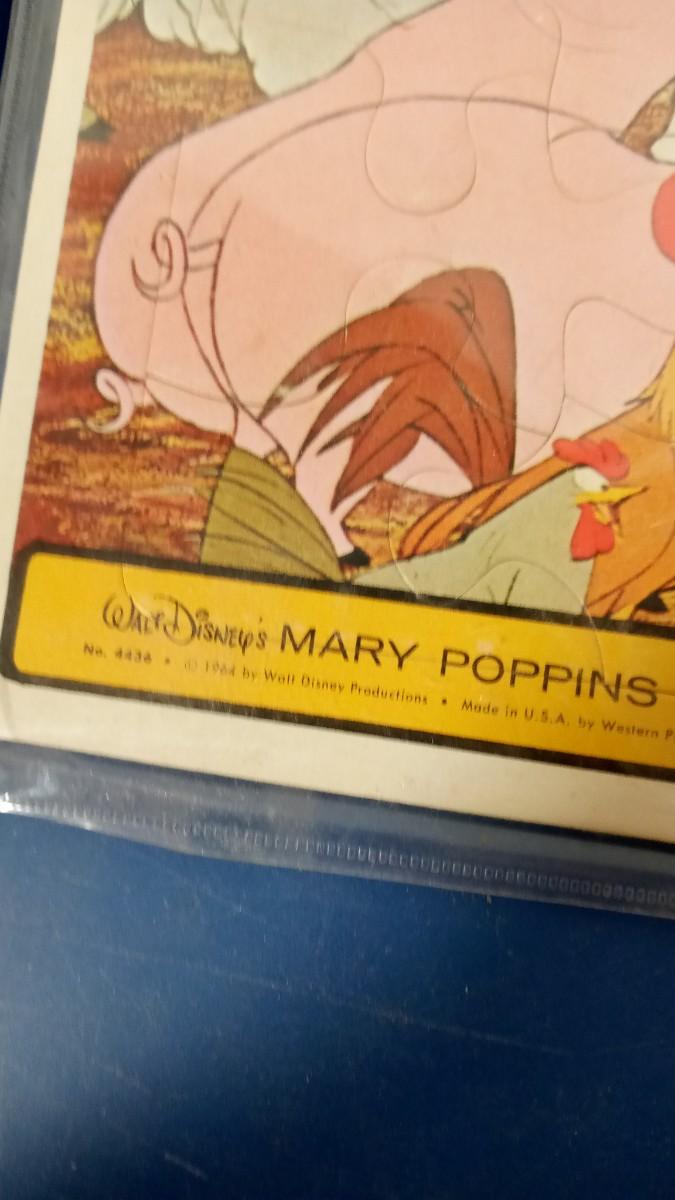 WALT DISNEY'S MARY POPPINS
No. 4436 • © 1964 by Walt Disney Productions • Made in U.S.A. by Western P